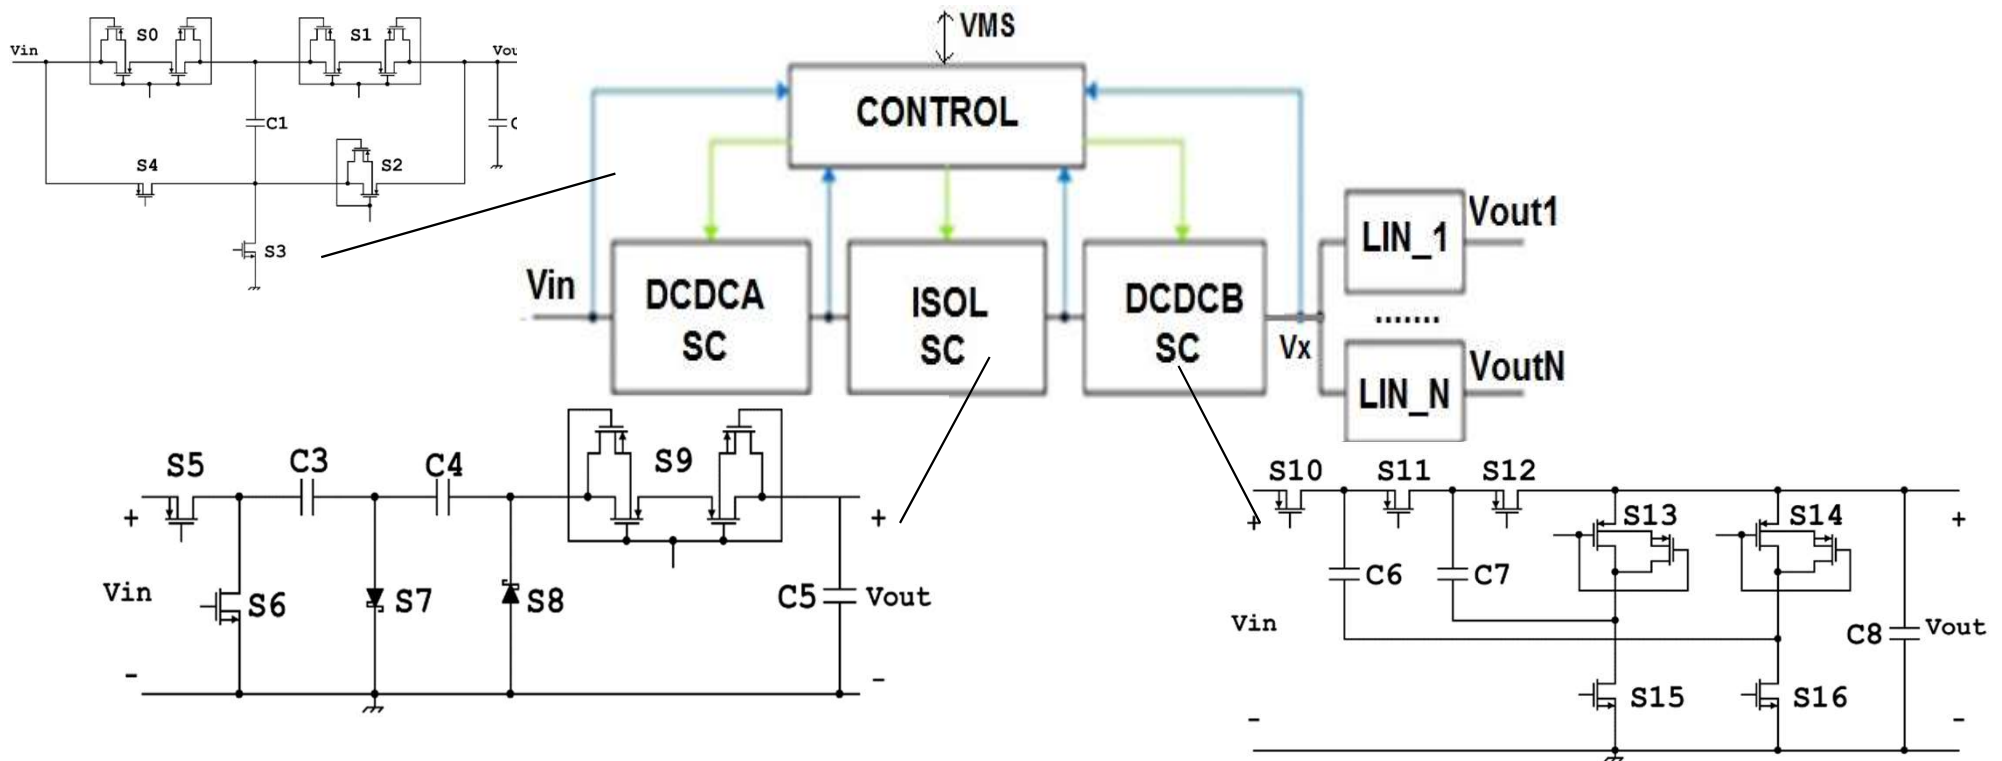 VMS
Vin
S0
S1
Vou
C1
C
S4
S2
S3
CONTROL
Vin
DCDCA
SC
ISOL
SC
DCDCB
SC
Vx
LIN_1
Vout1
.......
LIN_N
VoutN
S5
C3
C4
S9
+
+
Vin
S6
S7
S8
C5
Vout
-
-
S10
S11
S12
+
S13
S14
+
C6
C7
Vin
C8
Vout
S15
S16
-
-